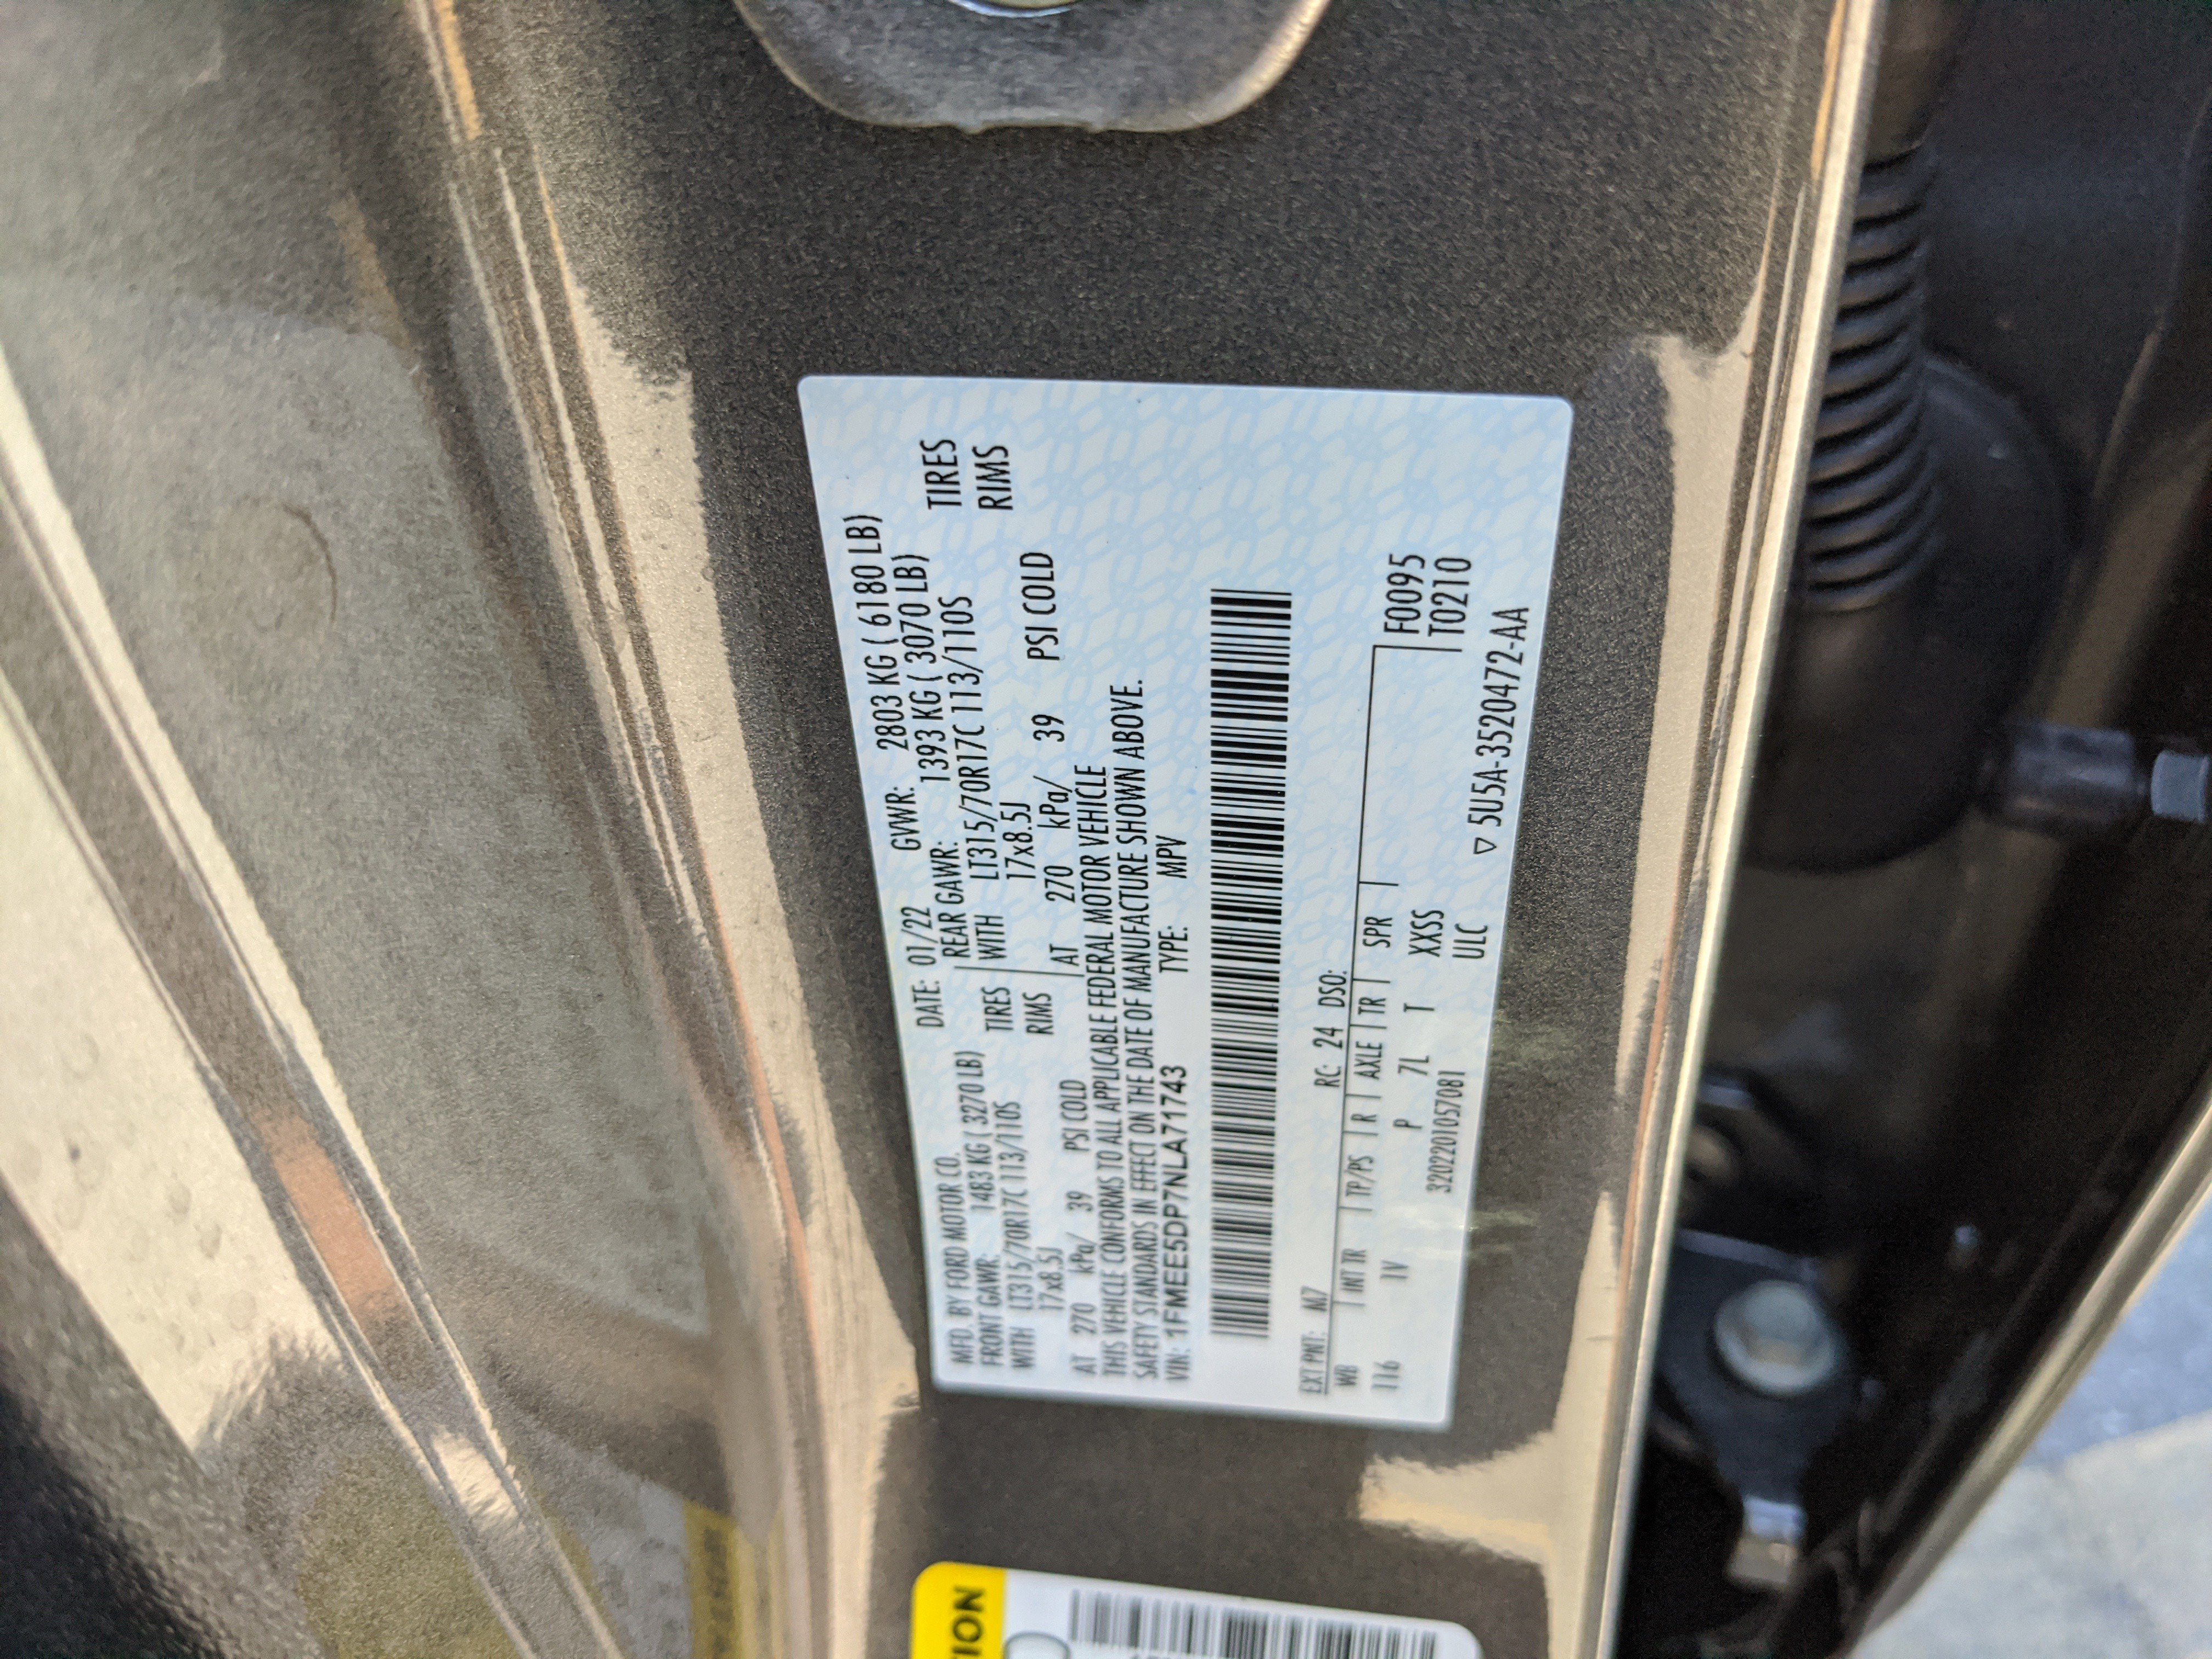 MFD. BY FORD MOTOR CO. DATE: 01/22 GVWR: 2803 KG ( 6180 LB)
FRONT GAWR: 1483 KG ( 3270 LB) REAR GAWR: 1393 KG ( 3070 LB)
WITH LT315/70R17C 113/110S TIRES WITH LT315/70R17C 113/110S TIRES
17x8.5J RIMS 17x8.5J RIMS
AT 270 kPa/ 39 PSI COLD AT 270 kPa/ 39 PSI COLD
THIS VEHICLE CONFORMS TO ALL APPLICABLE FEDERAL MOTOR VEHICLE
SAFETY STANDARDS IN EFFECT ON THE DATE OF MANUFACTURE SHOWN ABOVE.
VIN: 1FMEE5DP7NLA71743 TYPE: MPV
EXT PNT: M7 RC: 24 DSO:
WB INT TR TP/PS R AXLE TR SPR F0095
116 1V P 7L T XXSS T0210
3202201057081 ULC ▽ 5U5A-3520472-AA
TION